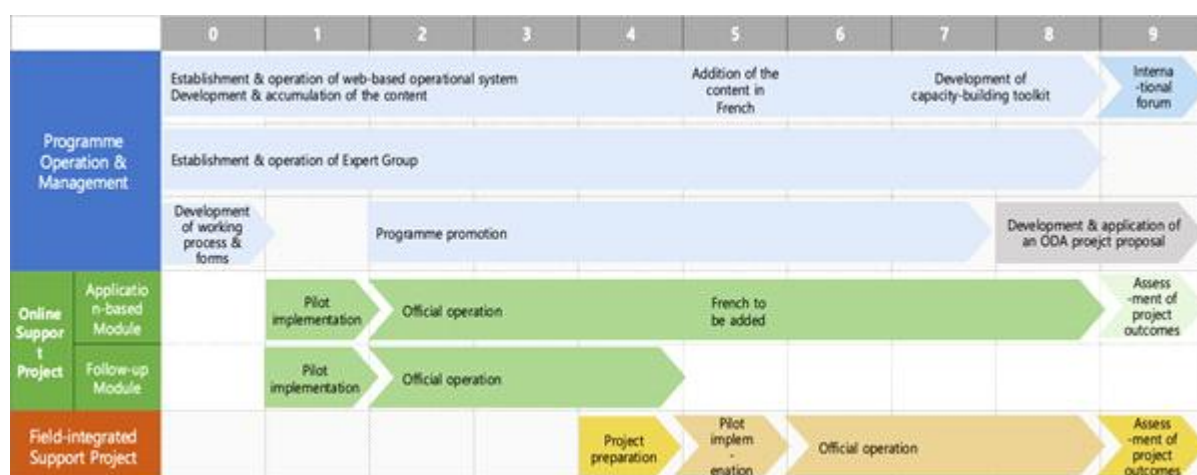 0 1 2 3 4 5 6 7 8 9
Programme
Operation &
Management
Establishment & operation of web-based operational system
Development & accumulation of the content
Addition of the
content in
French
Development of
capacity-building toolkit
Interna
-tional
forum
Establishment & operation of Expert Group
Development
of working
process &
forms
Programme promotion
Development & application of
an ODA proejct proposal
Online
Suppor
t
Project
Applicatio
n-based
Module
Pilot
implementation
Official operation
French to
be added
Assess
-ment of
project
outcomes
Follow-up
Module
Pilot
implementation
Official operation
Field-integrated
Support Project
Project
preparation
Pilot
implem
-
enation
Official operation
Assess
-ment of
project
outcomes